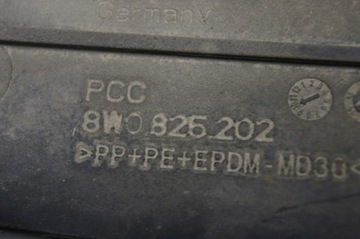 Germany
PCC
8W0.825.202
>PP+PE+EPDM-MD30<